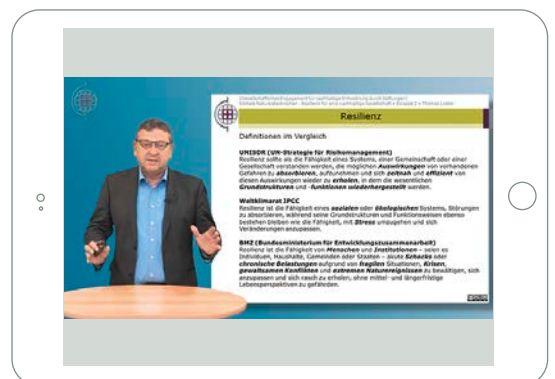 Resilienz
Definitionen im Vergleich
UNISDR (UN-Strategie für Risikomanagement)
Resilienz sollte als die Fähigkeit eines Systems, einer Gemeinschaft oder einer
Gesellschaft verstanden werden, die möglichen Auswirkungen von vorhandenen
Gefahren zu absorbieren, aufzunehmen und sich zeitnah und effizient von
diesen Auswirkungen wieder zu erholen, in dem die wesentlichen
Grundstrukturen und -funktionen wiederhergestellt werden.
Weltklimarat IPCC
Resilienz ist die Fähigkeit eines sozialen oder ökologischen Systems, Störungen
zu absorbieren, während seine Grundstrukturen und Funktionsweisen ebenso
bestehen bleiben wie die Fähigkeit, mit Stress umzugehen und sich
Veränderungen anzupassen.
BMZ (Bundesministerium für Entwicklungszusammenarbeit)
Resilienz ist die Fähigkeit von Menschen und Institutionen – seien es
Individuen, Haushalte, Gemeinden oder Staaten – akute Schocks oder
chronische Belastungen aufgrund von fragilen Situationen, Krisen,
gewaltsamen Konflikten und extremen Naturereignissen zu bewältigen, sich
anzupassen und sich rasch zu erholen, ohne mittel- und längerfristige
Lebensperspektiven zu gefährden.